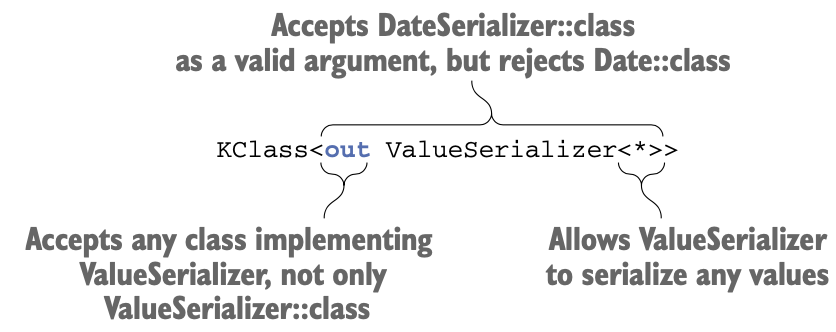 Accepts DateSerializer::class
as a valid argument, but rejects Date::class
KClass<out ValueSerializer<*>>
Accepts any class implementing
ValueSerializer, not only
ValueSerializer::class
Allows ValueSerializer
to serialize any values